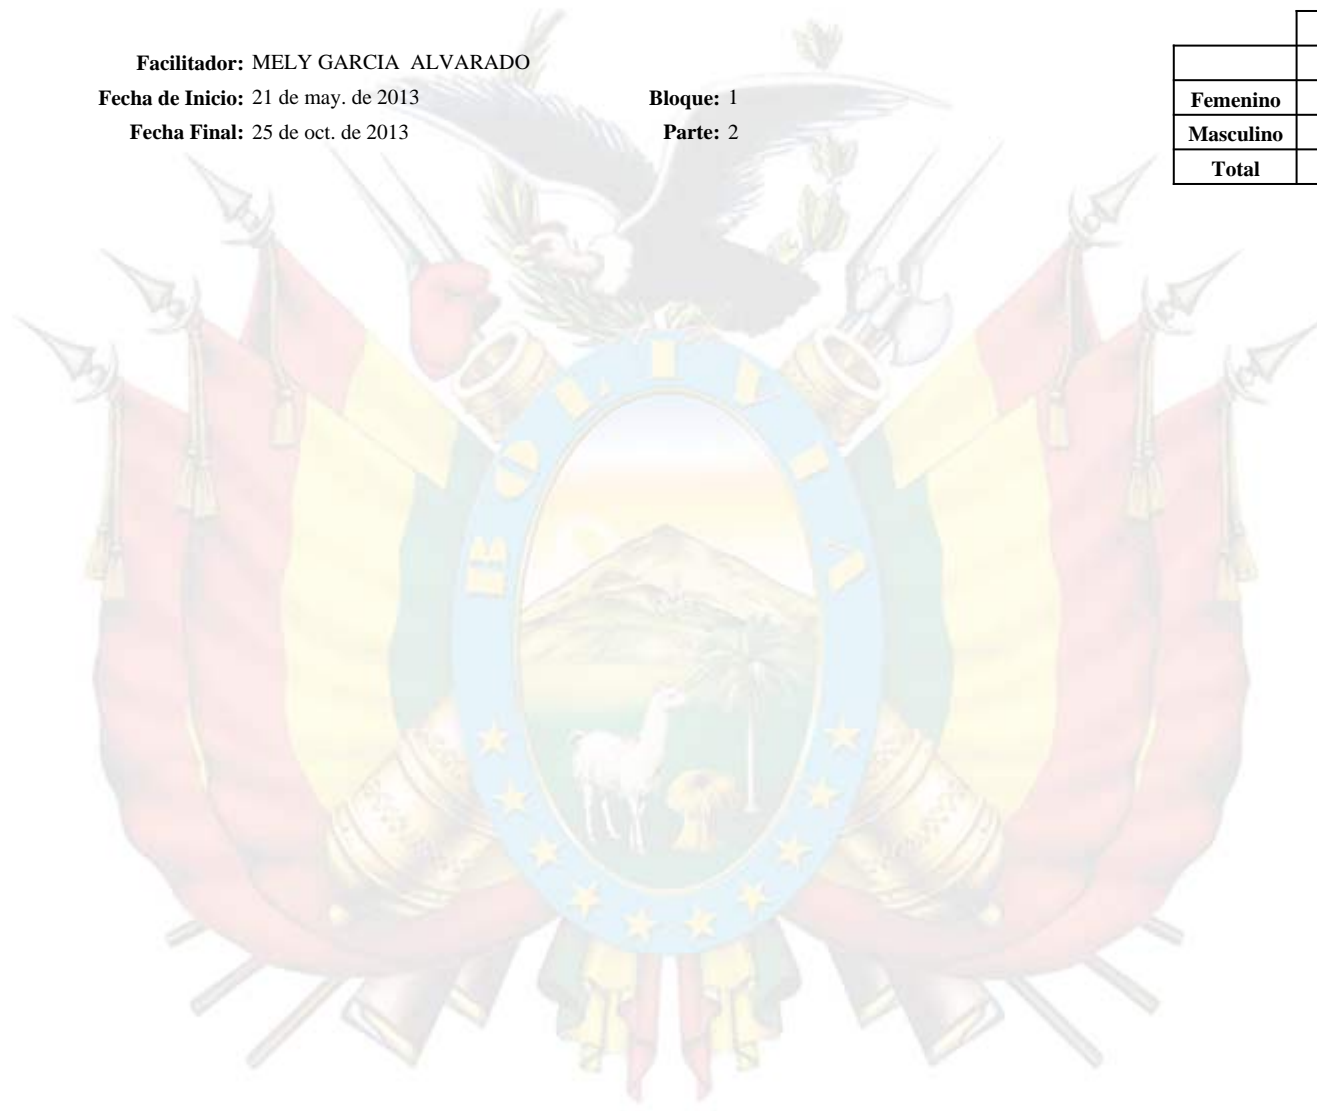 Facilitador: MELY GARCIA ALVARADO
Fecha de Inicio: 21 de may. de 2013 Bloque: 1
Fecha Final: 25 de oct. de 2013 Parte: 2
Femenino
Masculino
Total
BOLIVIA